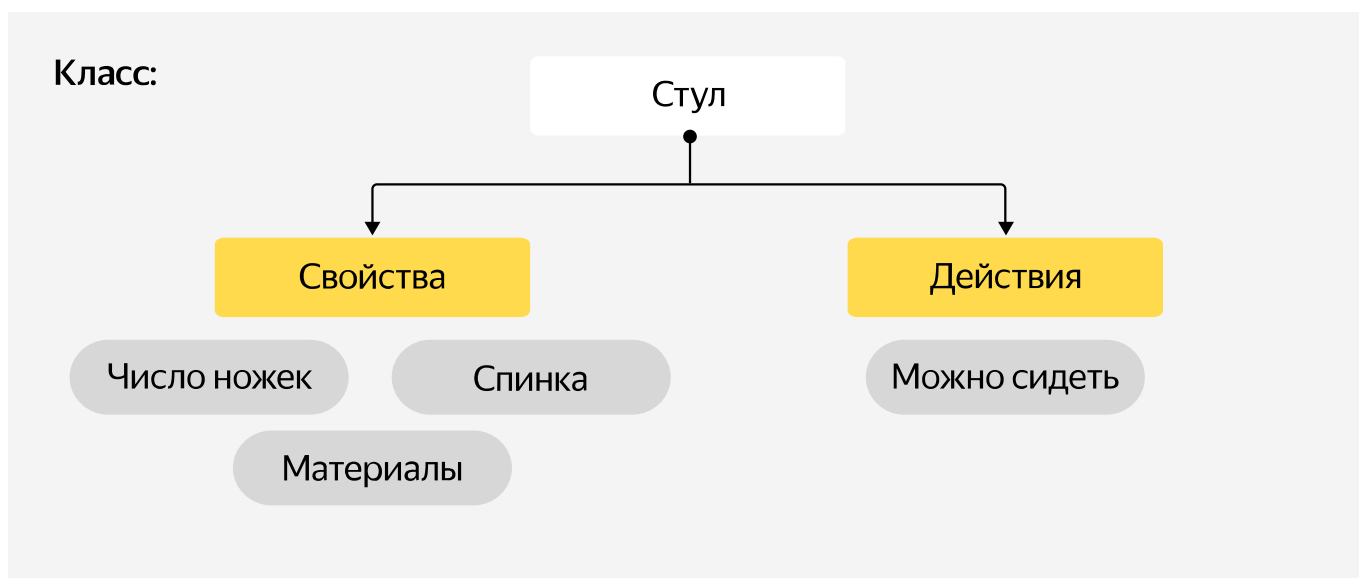 Класс:
Стул
Свойства
Действия
Число ножек
Спинка
Можно сидеть
Материалы